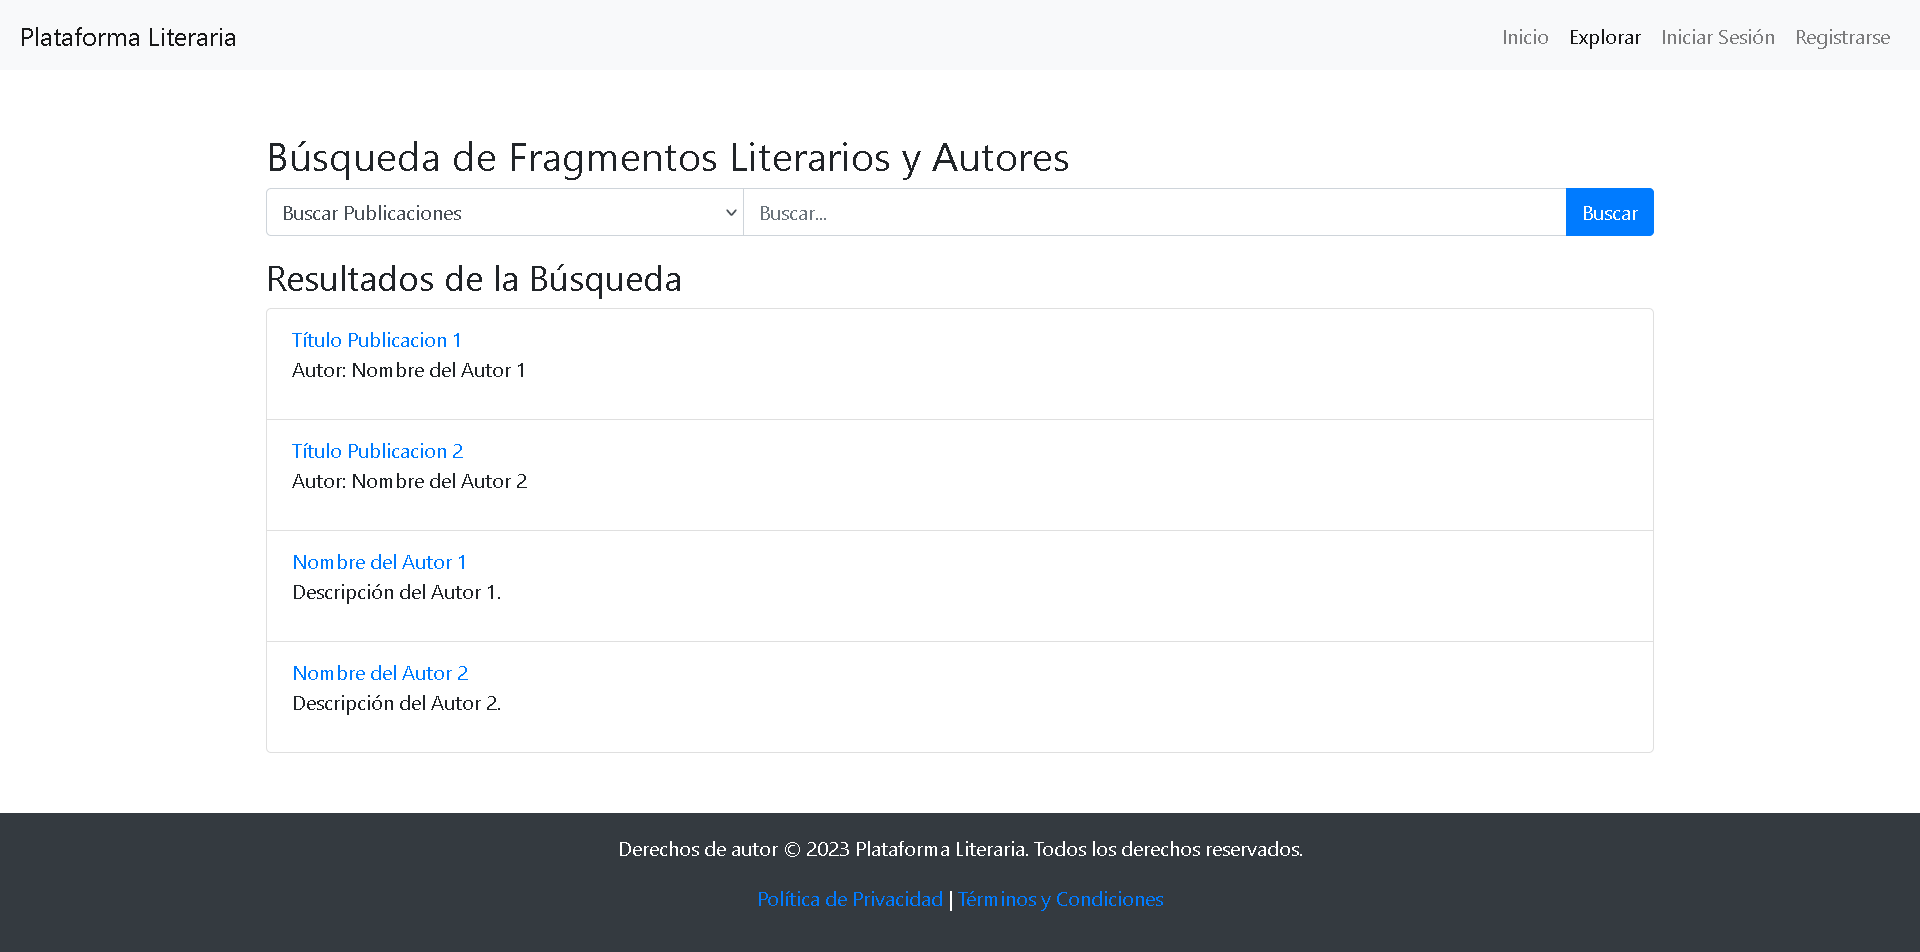 Plataforma Literaria
Inicio Explorar Iniciar Sesión Registrarse
Búsqueda de Fragmentos Literarios y Autores
Buscar Publicaciones Buscar... Buscar
Resultados de la Búsqueda
Título Publicacion 1
Autor: Nombre del Autor 1
Título Publicacion 2
Autor: Nombre del Autor 2
Nombre del Autor 1
Descripción del Autor 1.
Nombre del Autor 2
Descripción del Autor 2.
Derechos de autor © 2023 Plataforma Literaria. Todos los derechos reservados.
Política de Privacidad | Términos y Condiciones